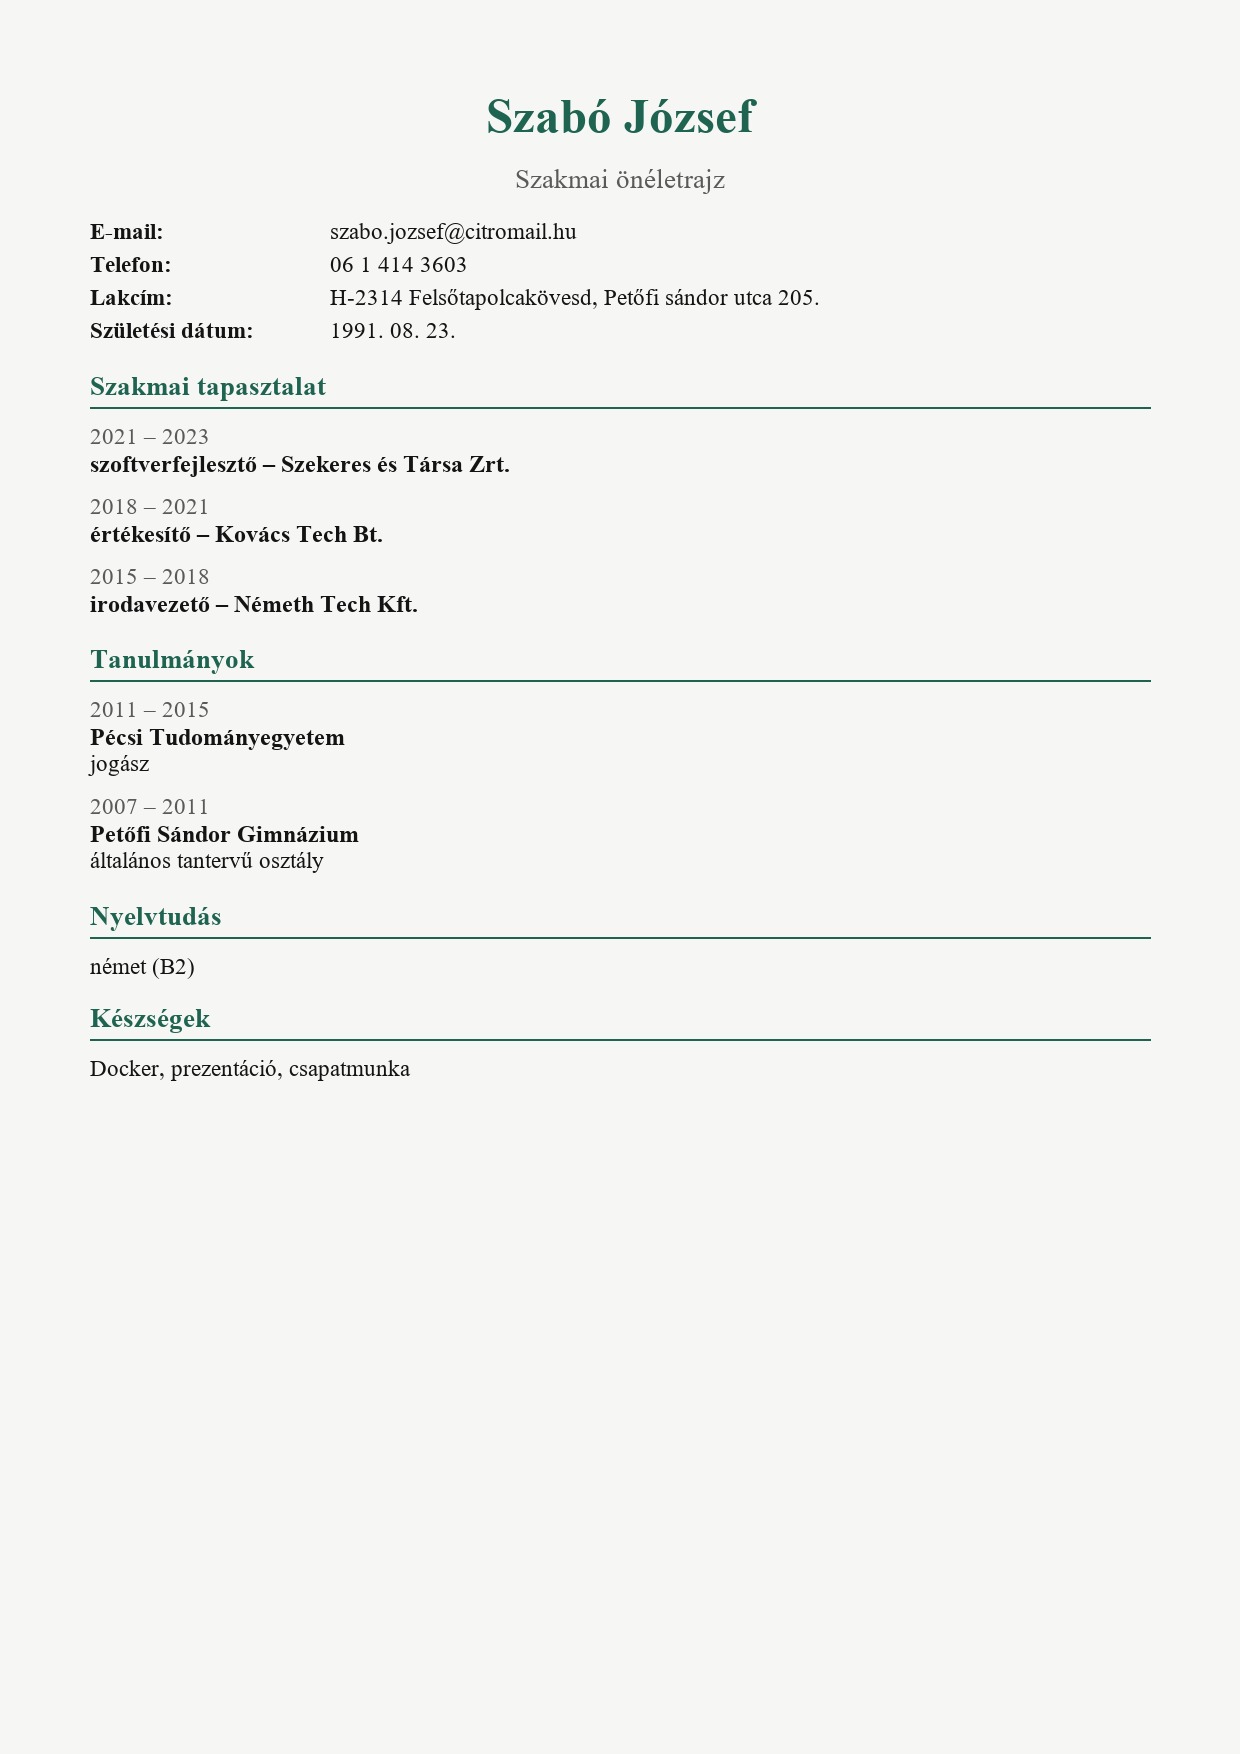 Szabó József
Szakmai önéletrajz
E-mail: szabo.jozsef@citromail.hu
Telefon: 06 1 414 3603
Lakcím: H-2314 Felsőtapolcakövesd, Petőfi sándor utca 205.
Születési dátum: 1991. 08. 23.
Szakmai tapasztalat
2021 – 2023
szoftverfejlesztő – Szekeres és Társa Zrt.
2018 – 2021
értékesítő – Kovács Tech Bt.
2015 – 2018
irodavezető – Németh Tech Kft.
Tanulmányok
2011 – 2015
Pécsi Tudományegyetem
jogász
2007 – 2011
Petőfi Sándor Gimnázium
általános tantervű osztály
Nyelvtudás
német (B2)
Készségek
Docker, prezentáció, csapatmunka